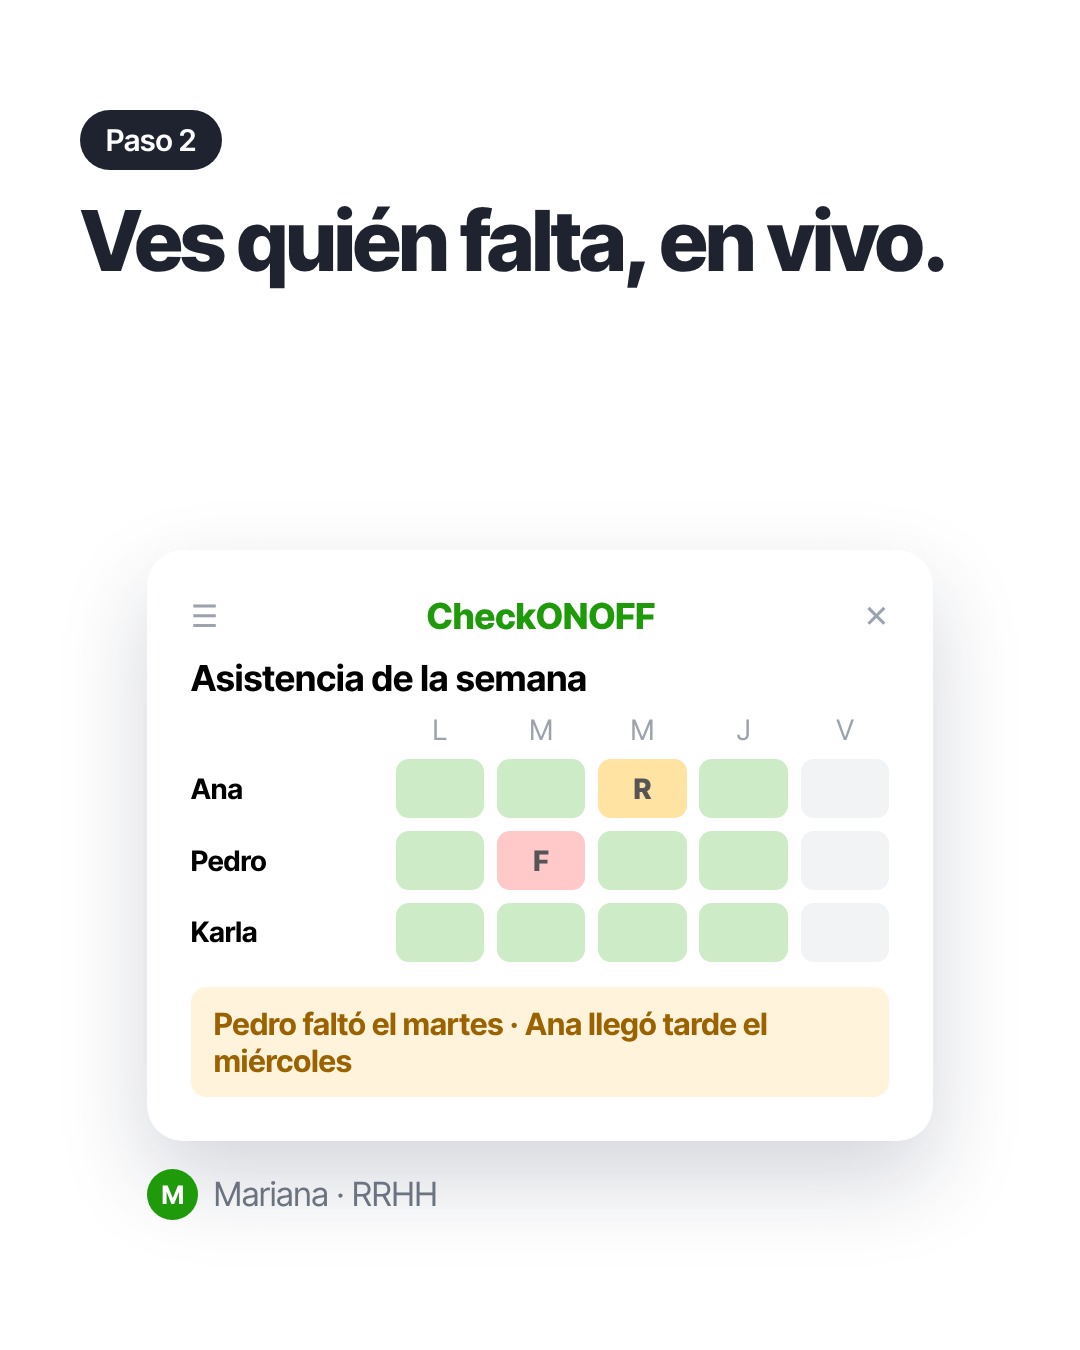 Paso 2
Ves quién falta, en vivo.
CheckONOFF
Asistencia de la semana
L M M J V
Ana R
Pedro F
Karla
Pedro faltó el martes · Ana llegó tarde el
miércoles
M Mariana · RRHH